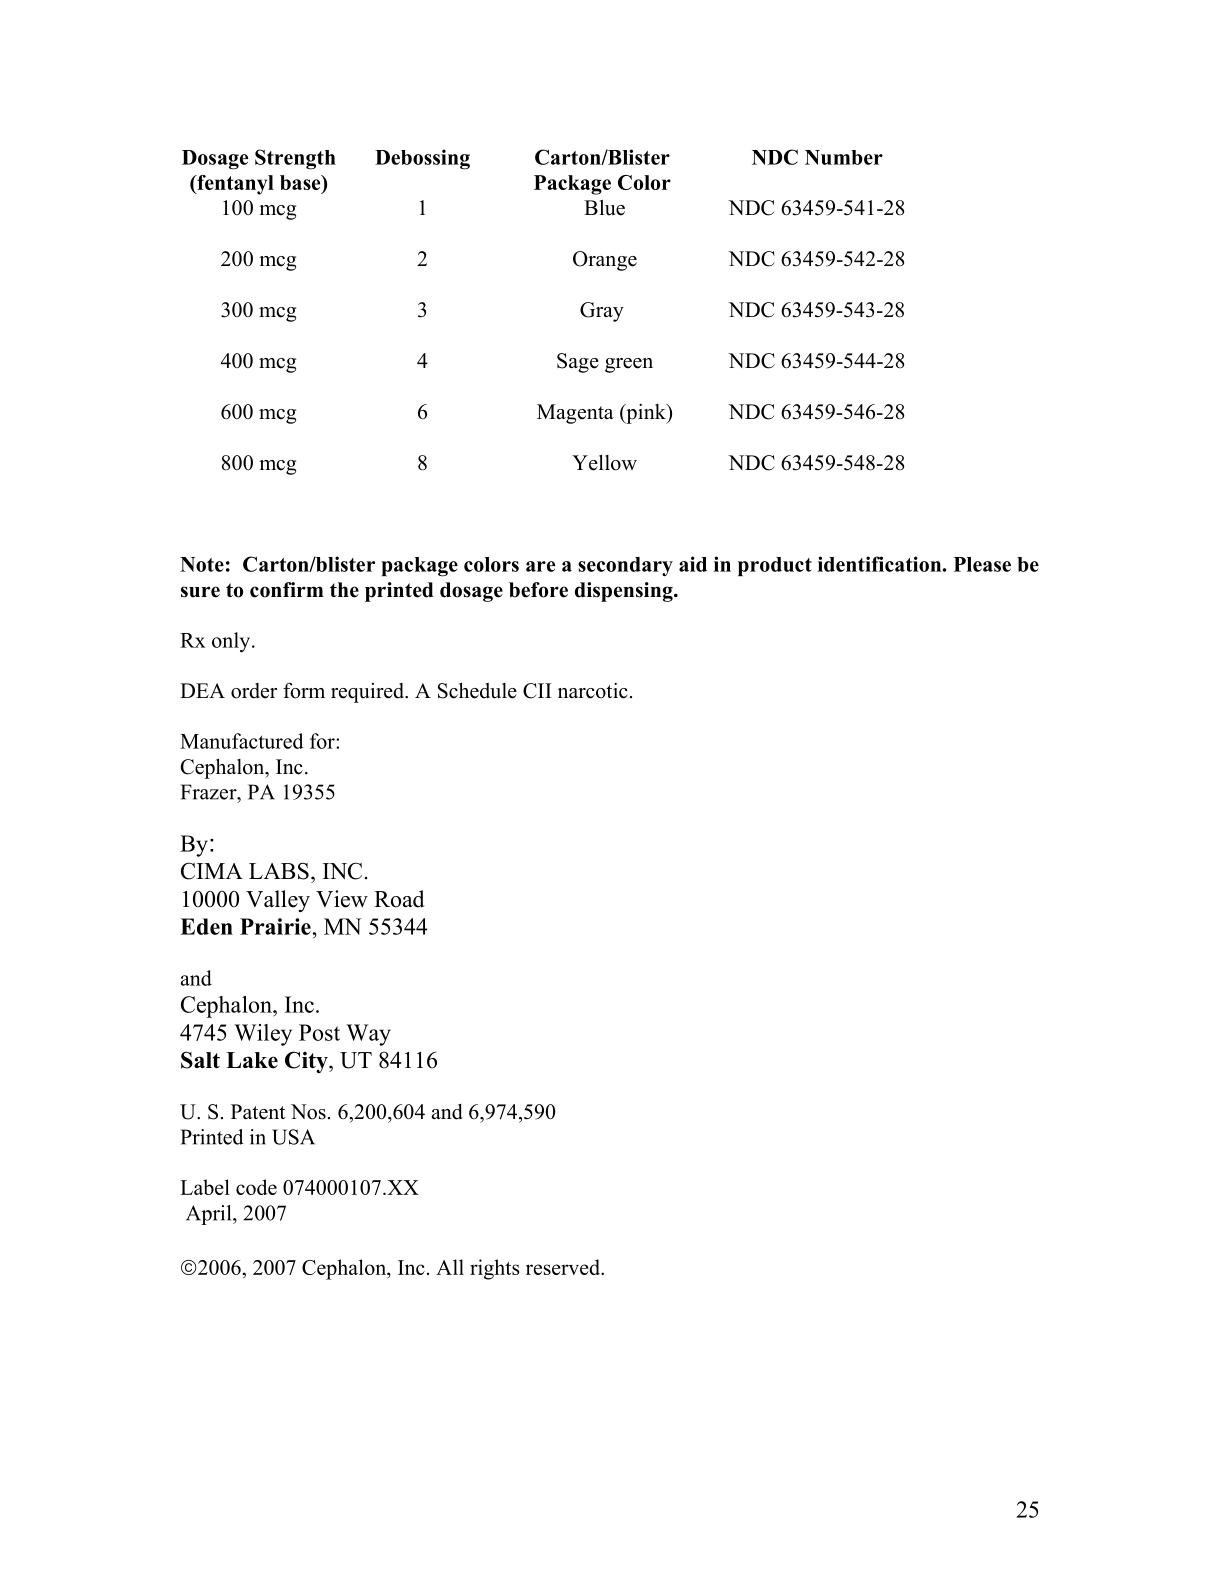 Dosage Strength Debossing Carton/Blister NDC Number
(fentanyl base) Package Color
100 mcg 1 Blue NDC 63459-541-28
200 mcg 2 Orange NDC 63459-542-28
300 mcg 3 Gray NDC 63459-543-28
400 mcg 4 Sage green NDC 63459-544-28
600 mcg 6 Magenta (pink) NDC 63459-546-28
800 mcg 8 Yellow NDC 63459-548-28
Note:  Carton/blister package colors are a secondary aid in product identification. Please be
sure to confirm the printed dosage before dispensing.
Rx only.
DEA order form required. A Schedule CII narcotic.
Manufactured for:
Cephalon, Inc.
Frazer, PA 19355
By:
CIMA LABS, INC.
10000 Valley View Road
Eden Prairie, MN 55344
and
Cephalon, Inc.
4745 Wiley Post Way
Salt Lake City, UT 84116
U. S. Patent Nos. 6,200,604 and 6,974,590
Printed in USA
Label code 074000107.XX
April, 2007
©2006, 2007 Cephalon, Inc. All rights reserved.
25